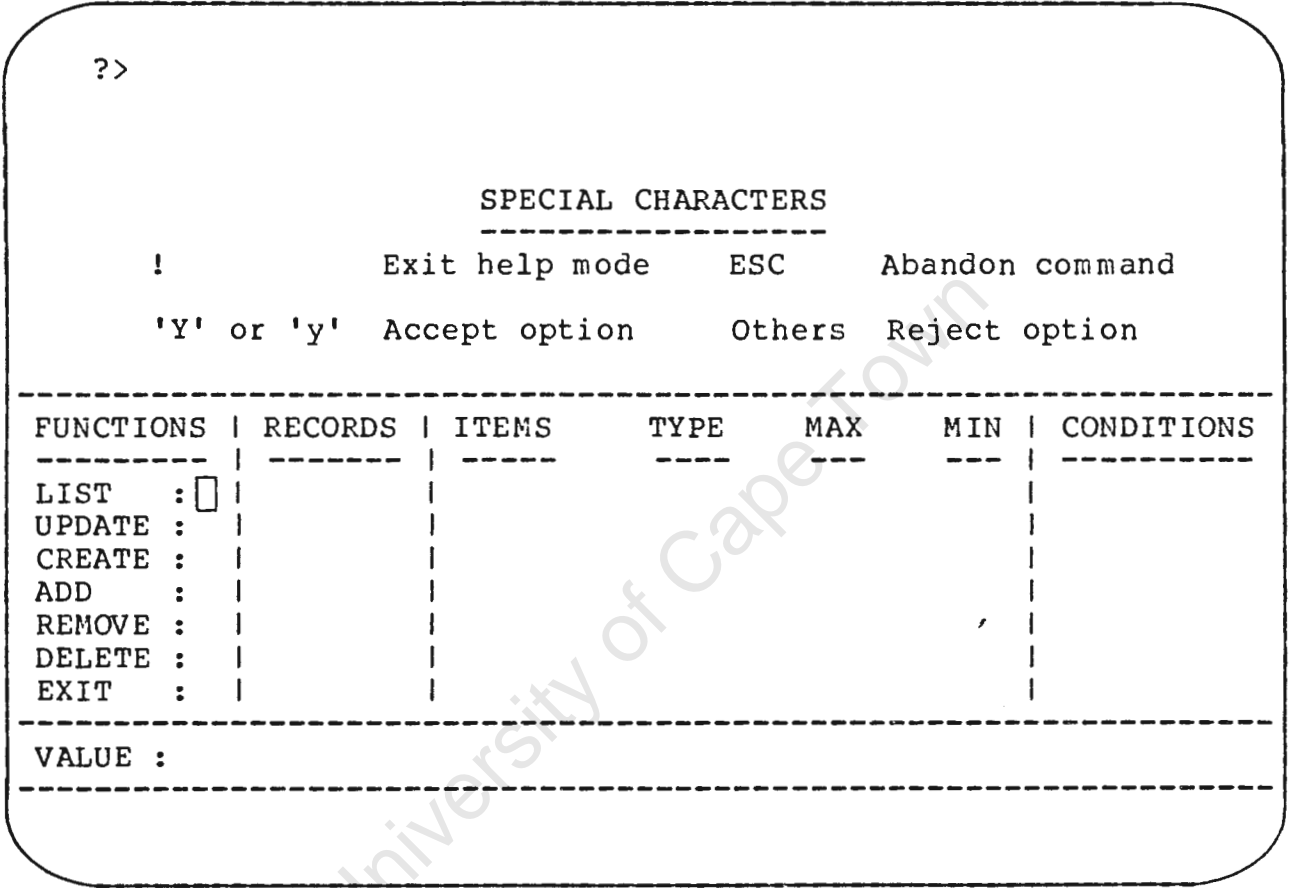 ?>
SPECIAL CHARACTERS
! Exit help mode ESC Abandon command
'Y' or 'y' Accept option Others Reject option
FUNCTIONS | RECORDS | ITEMS TYPE MAX MIN | CONDITIONS
LIST :
UPDATE :
CREATE :
ADD :
REMOVE :
DELETE :
EXIT :
VALUE :
University of Cape Town